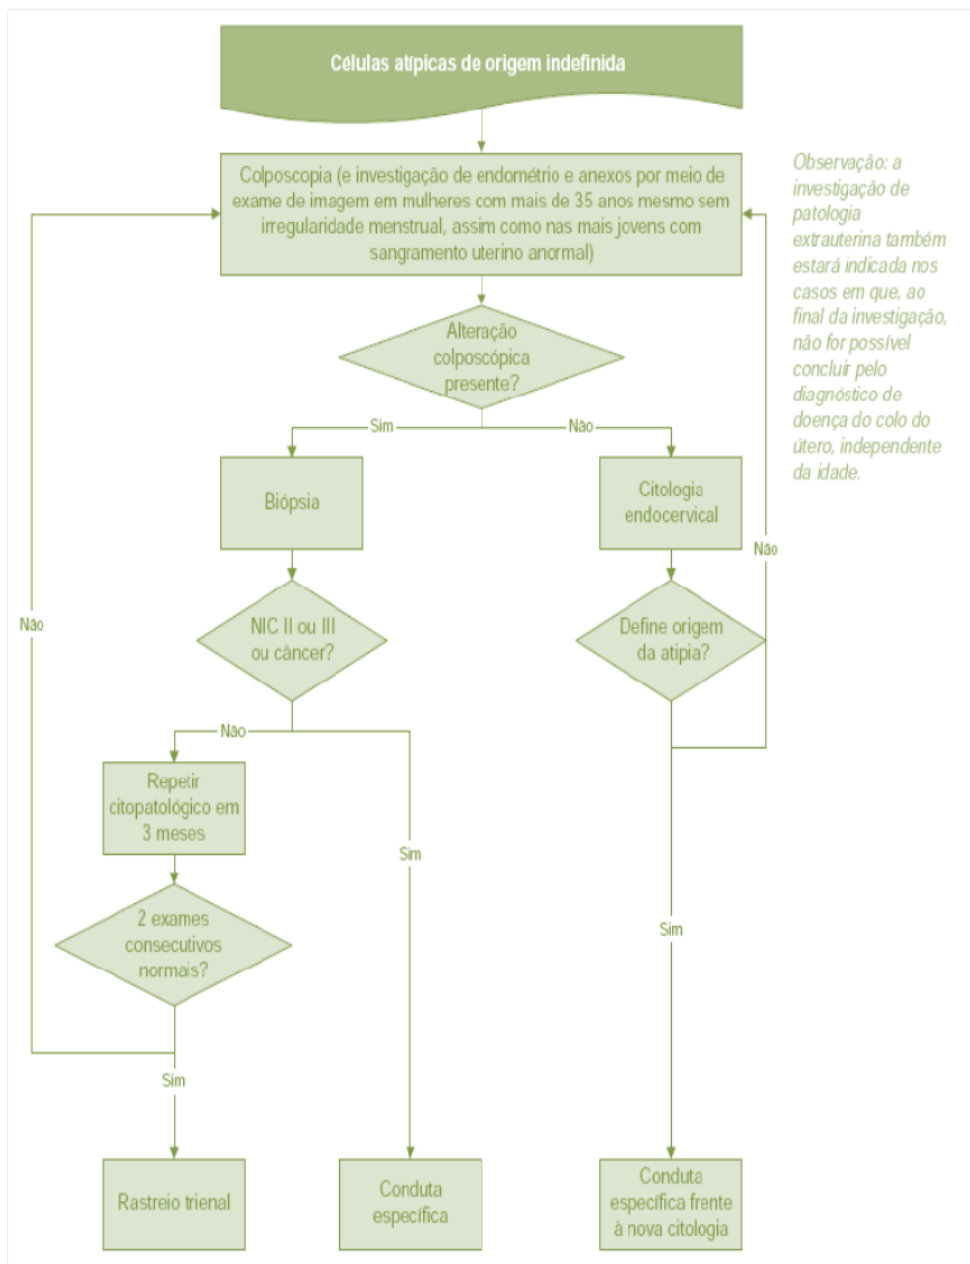 Células atípicas de origem indefinida
Colposcopia (e investigação de endométrio e anexos por meio de
exame de imagem em mulheres com mais de 35 anos mesmo sem
irregularidade menstrual, assim como nas mais jovens com
sangramento uterino anormal)
Observação: a
investigação de
patologia
extrauterina também
estará indicada nos
casos em que, ao
final da investigação,
não for possível
concluir pelo
diagnóstico de
doença do colo do
útero, independente
da idade.
Alteração
colposcópica
presente?
Sim
Não
Biópsia
Citologia
endocervical
Não
NIC II ou III
ou câncer?
Define origem
da atipia?
Não
Não
Repetir
citopatológico em
3 meses
Sim
2 exames
consecutivos
normais?
Sim
Sim
Rastreio trienal
Conduta
específica
Conduta
específica frente
à nova citologia